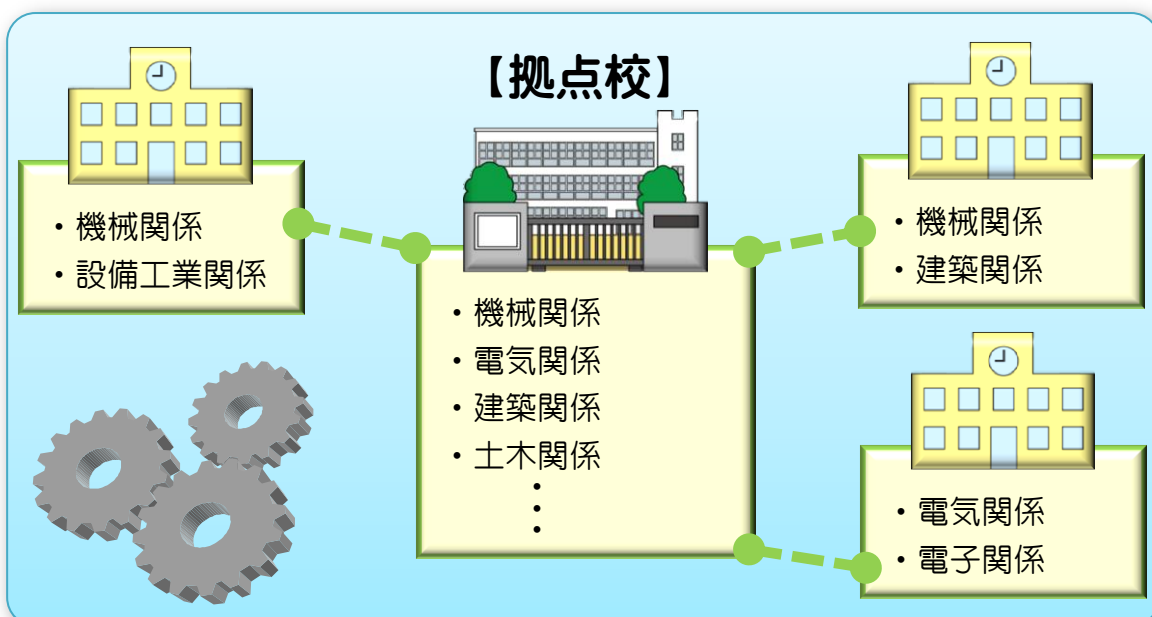 【拠点校】
・機械関係
・設備工業関係
・機械関係
・電気関係
・建築関係
・土木関係
・
・
・
・機械関係
・建築関係
・電気関係
・電子関係